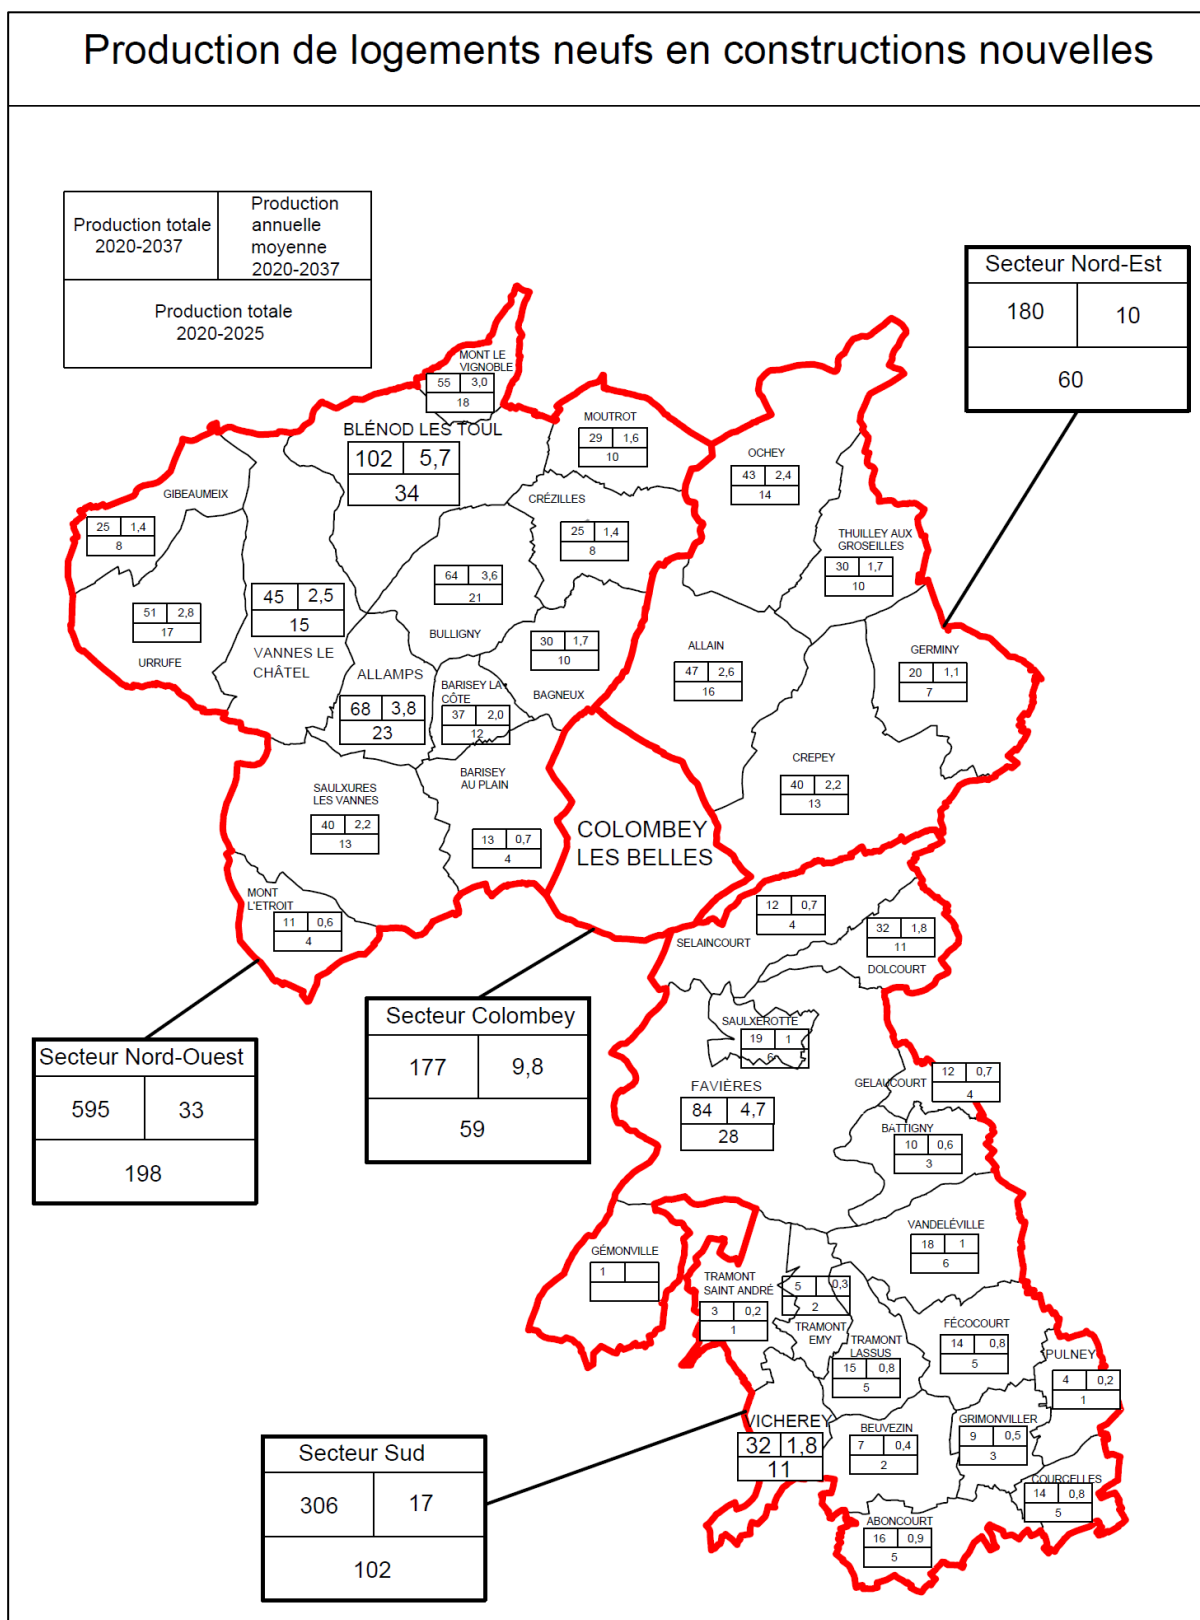 Production de logements neufs en constructions nouvelles
Production totale
2020-2037
Production
annuelle
moyenne
2020-2037
Production totale
2020-2025
Secteur Nord-Est
180 10
60
MONT LE
VIGNOBLE
55 3,0
18
BLÉNOD LES TOUL
102 5,7
34
MOUTROT
29 1,6
10
OCHEY
43 2,4
14
GIBEAUMEIX
25 1,4
8
CRÉZILLES
25 1,4
8
THUILLEY AUX
GROSEILLES
30 1,7
10
64 3,6
21
BULLIGNY
51 2,8
17
URRUFE
45 2,5
15
VANNES LE
CHÂTEL
30 1,7
10
BAGNEUX
ALLAIN
47 2,6
16
GERMINY
20 1,1
7
ALLAMPS
68 3,8
23
BARISEY LA
CÔTE
37 2,0
12
CREPEY
40 2,2
13
BARISEY
AU PLAIN
13 0,7
4
SAULXURES
LES VANNES
40 2,2
13
COLOMBEY
LES BELLES
MONT
L'ETROIT
11 0,6
4
12 0,7
4
SELAINCOURT
32 1,8
11
DOLCOURT
Secteur Colombey
177 9,8
59
Secteur Nord-Ouest
595 33
198
SAULXEROTTE
19 1
6
GELAUCOURT
12 0,7
4
FAVIÈRES
84 4,7
28
BATTIGNY
10 0,6
3
VANDELÉVILLE
18 1
6
GÉMONVILLE
1
TRAMONT
SAINT ANDRÉ
3 0,2
1
5 0,3
2
TRAMONT
EMY
TRAMONT
LASSUS
15 0,8
5
FÉCOCOURT
14 0,8
5
PULNEY
4 0,2
1
VICHEREY
32 1,8
11
BEUVEZIN
7 0,4
2
GRIMONVILLER
9 0,5
3
Secteur Sud
306 17
102
COURCELLES
14 0,8
5
ABONCOURT
16 0,9
5